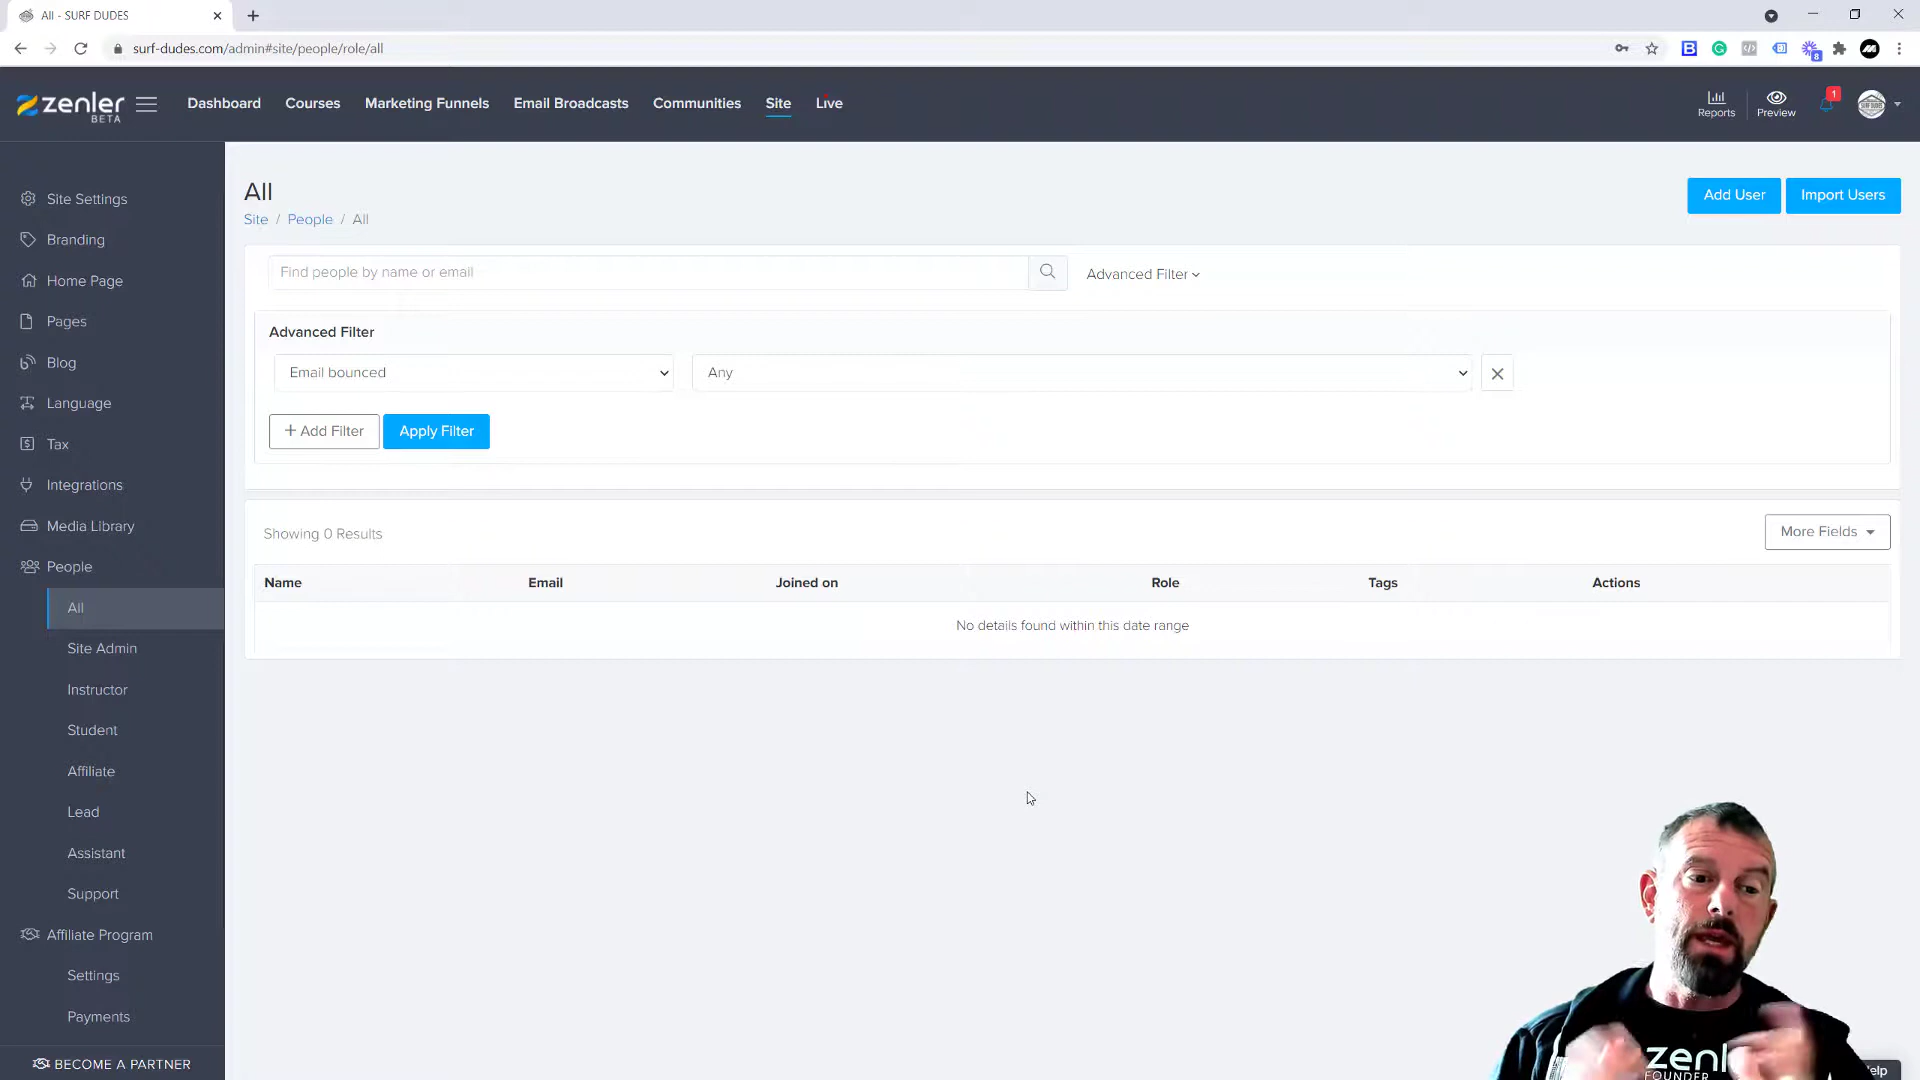 All - SURF DUDES
surf-dudes.com/admin#site/people/role/all
8
zenler
BETA
Dashboard
Courses
Marketing Funnels
Email Broadcasts
Communities
Site
Live
Reports
Preview
1
Site Settings
Branding
Home Page
Pages
Blog
Language
Tax
Integrations
Media Library
People
All
Site Admin
Instructor
Student
Affiliate
Lead
Assistant
Support
Affiliate Program
Settings
Payments
BECOME A PARTNER
All
Site / People / All
Add User
Import Users
Find people by name or email
Advanced Filter
Advanced Filter
Email bounced
Any
+ Add Filter
Apply Filter
Showing 0 Results
More Fields
Name Email Joined on Role Tags Actions
No details found within this date range
zenl
FOUNDER
elp